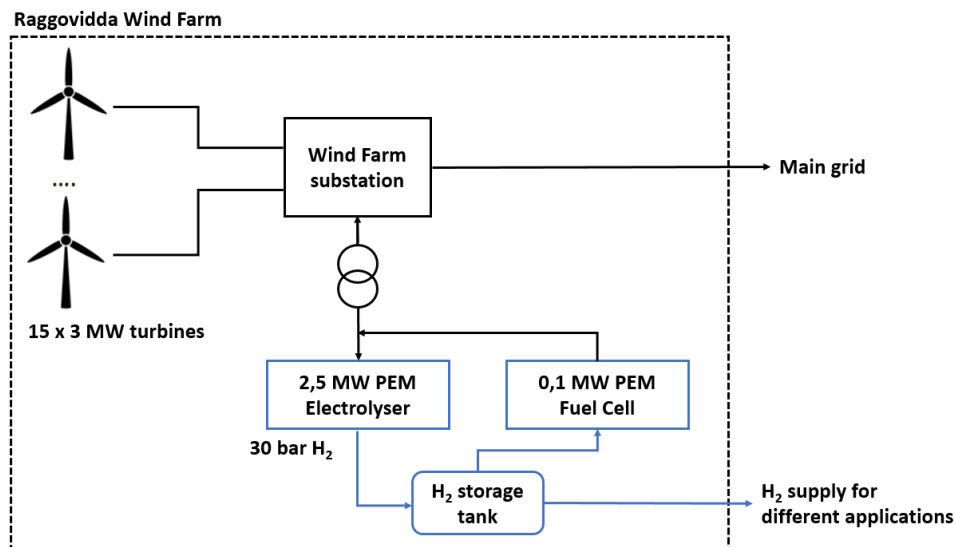 Raggovidda Wind Farm
Wind Farm
substation
Main grid
....
15 x 3 MW turbines
2,5 MW PEM
Electrolyser
0,1 MW PEM
Fuel Cell
30 bar H₂
H₂ storage
tank
H₂ supply for
different applications